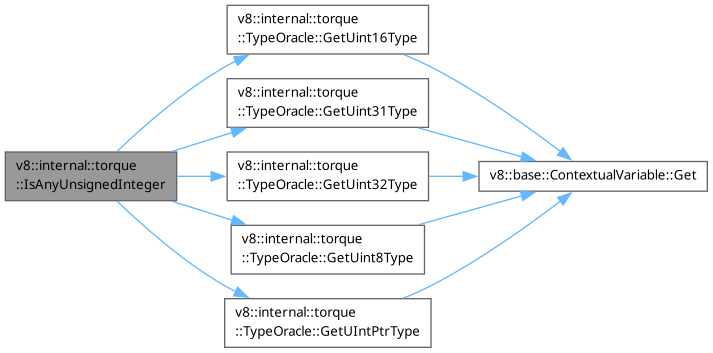 v8::internal::torque
::IsAnyUnsignedInteger
v8::internal::torque
::TypeOracle::GetUint16Type
v8::internal::torque
::TypeOracle::GetUint31Type
v8::internal::torque
::TypeOracle::GetUint32Type
v8::internal::torque
::TypeOracle::GetUint8Type
v8::internal::torque
::TypeOracle::GetUIntPtrType
v8::base::ContextualVariable::Get